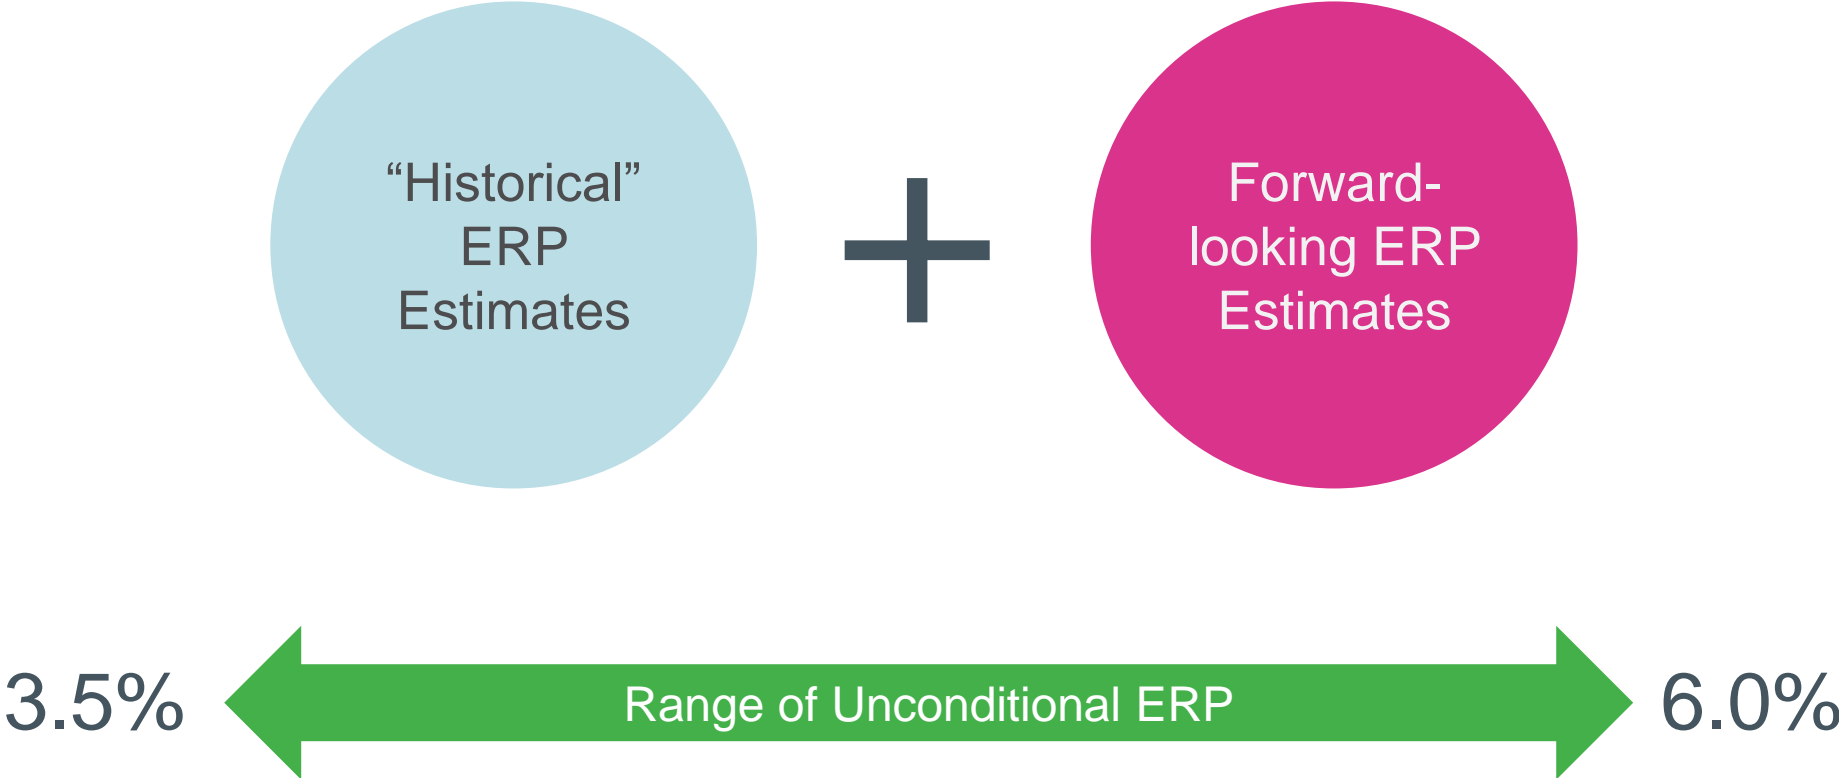 “Historical”
ERP
Estimates
Forward-
looking ERP
Estimates
3.5%
Range of Unconditional ERP
6.0%